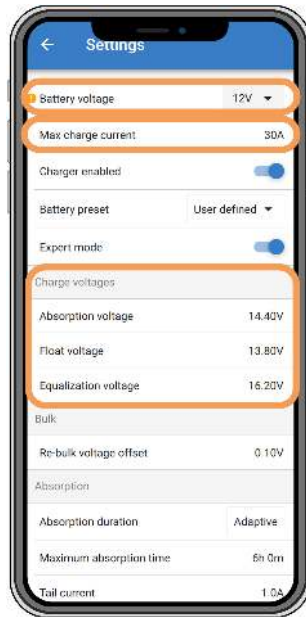 Settings
Battery voltage 12V
Max charge current 30A
Charger enabled
Battery preset User defined
Expert mode
Charge voltages
Absorption voltage 14.40V
Float voltage 13.80V
Equalization voltage 16.20V
Bulk
Re-bulk voltage offset 0.10V
Absorption
Absorption duration Adaptive
Maximum absorption time 6h 0m
Tail current 1.0A